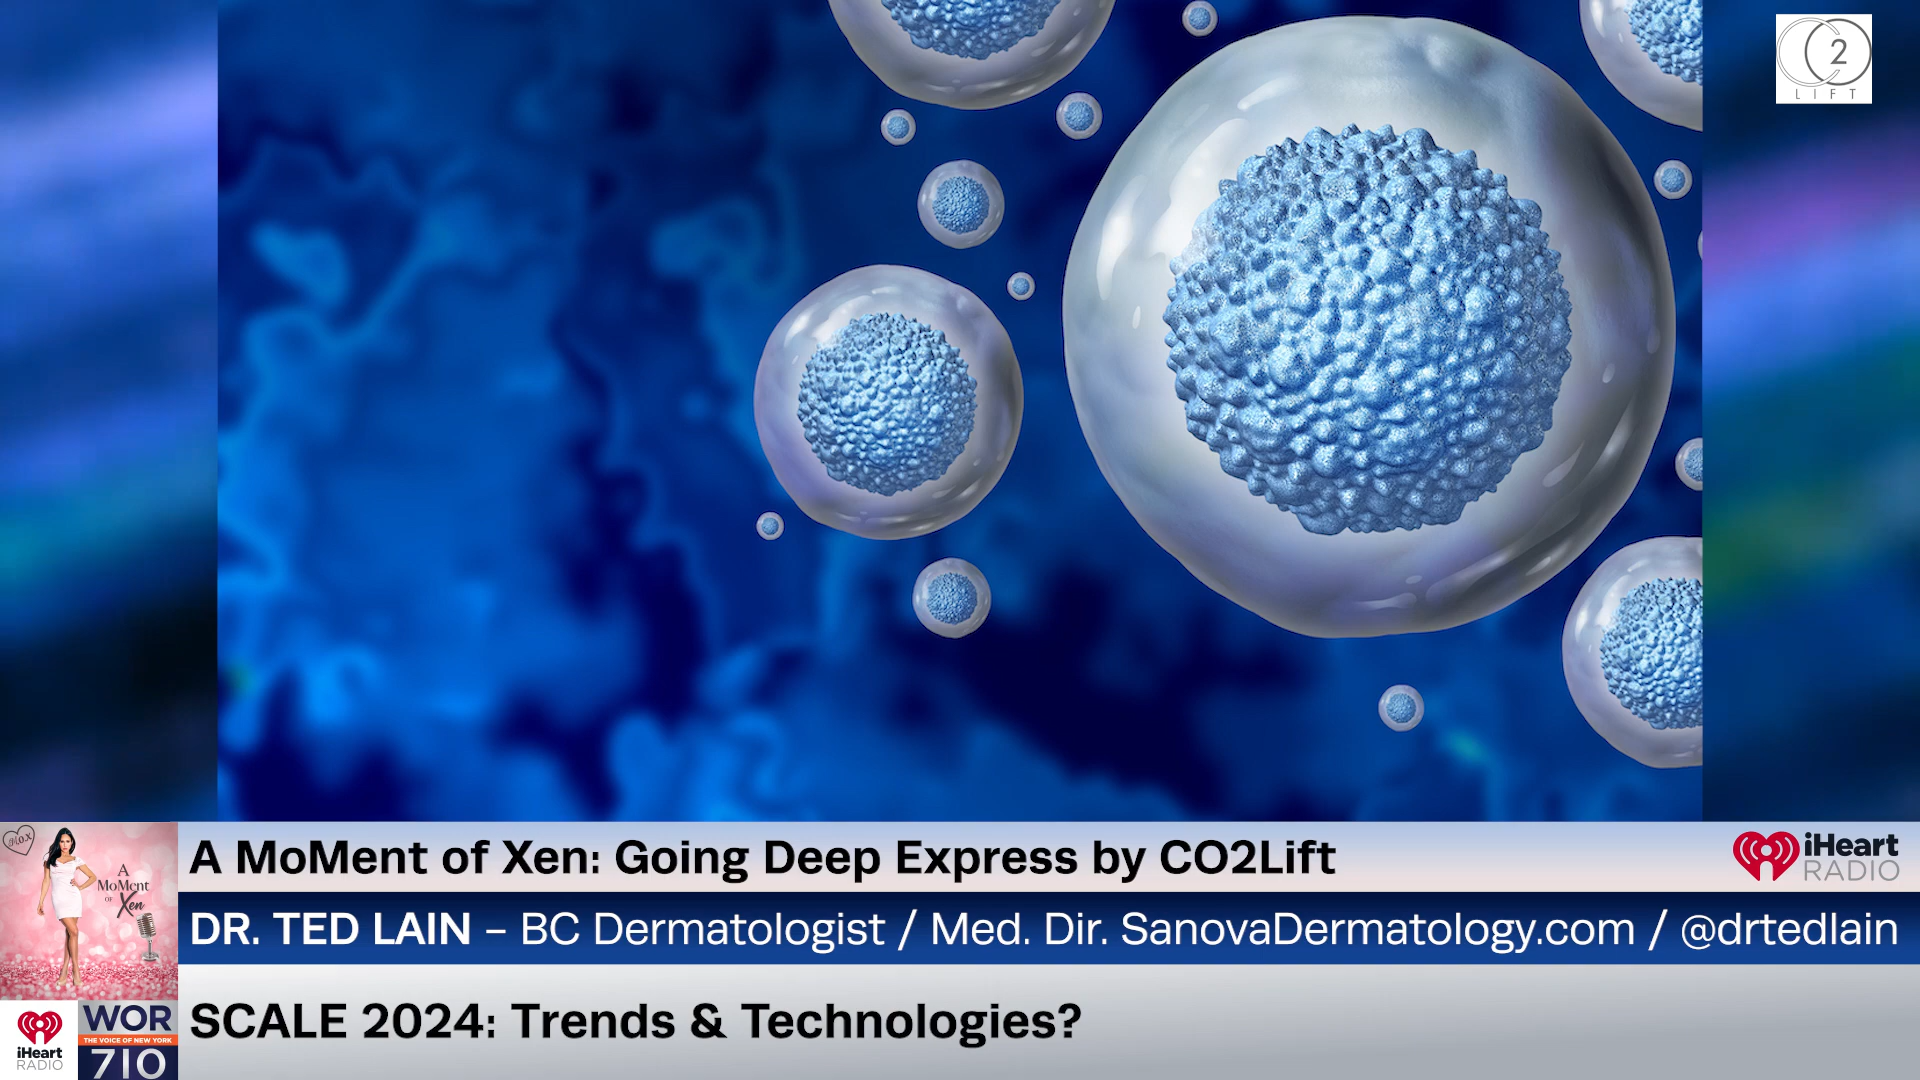 CO2
LIFT
A MoMent of Xen: Going Deep Express by CO2Lift
iHeart
RADIO
DR. TED LAIN – BC Dermatologist / Med. Dir. SanovaDermatology.com / @drtedlain
M.O.X
A
MoMent
OF Xen
SCALE 2024: Trends & Technologies?
iHeart
RADIO
WOR
THE VOICE OF NEW YORK
710